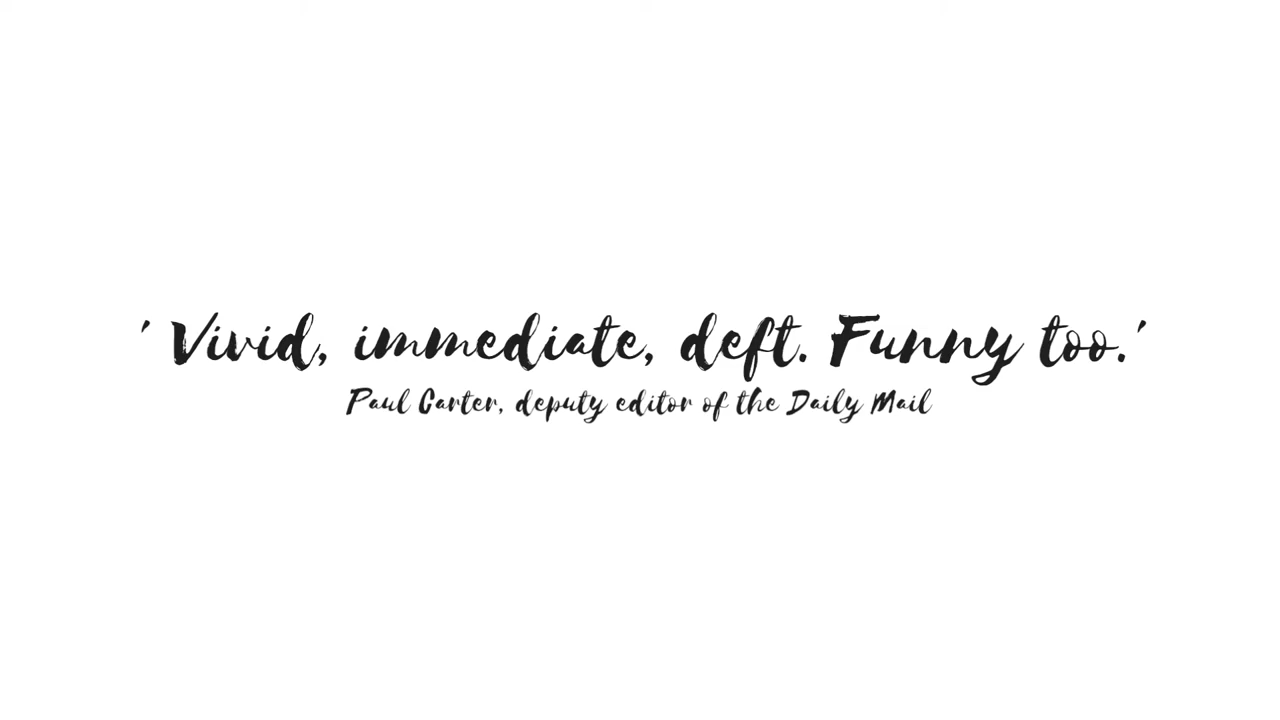 ' Vivid, immediate, deft. Funny too.'
Paul Carter, deputy editor of the Daily Mail